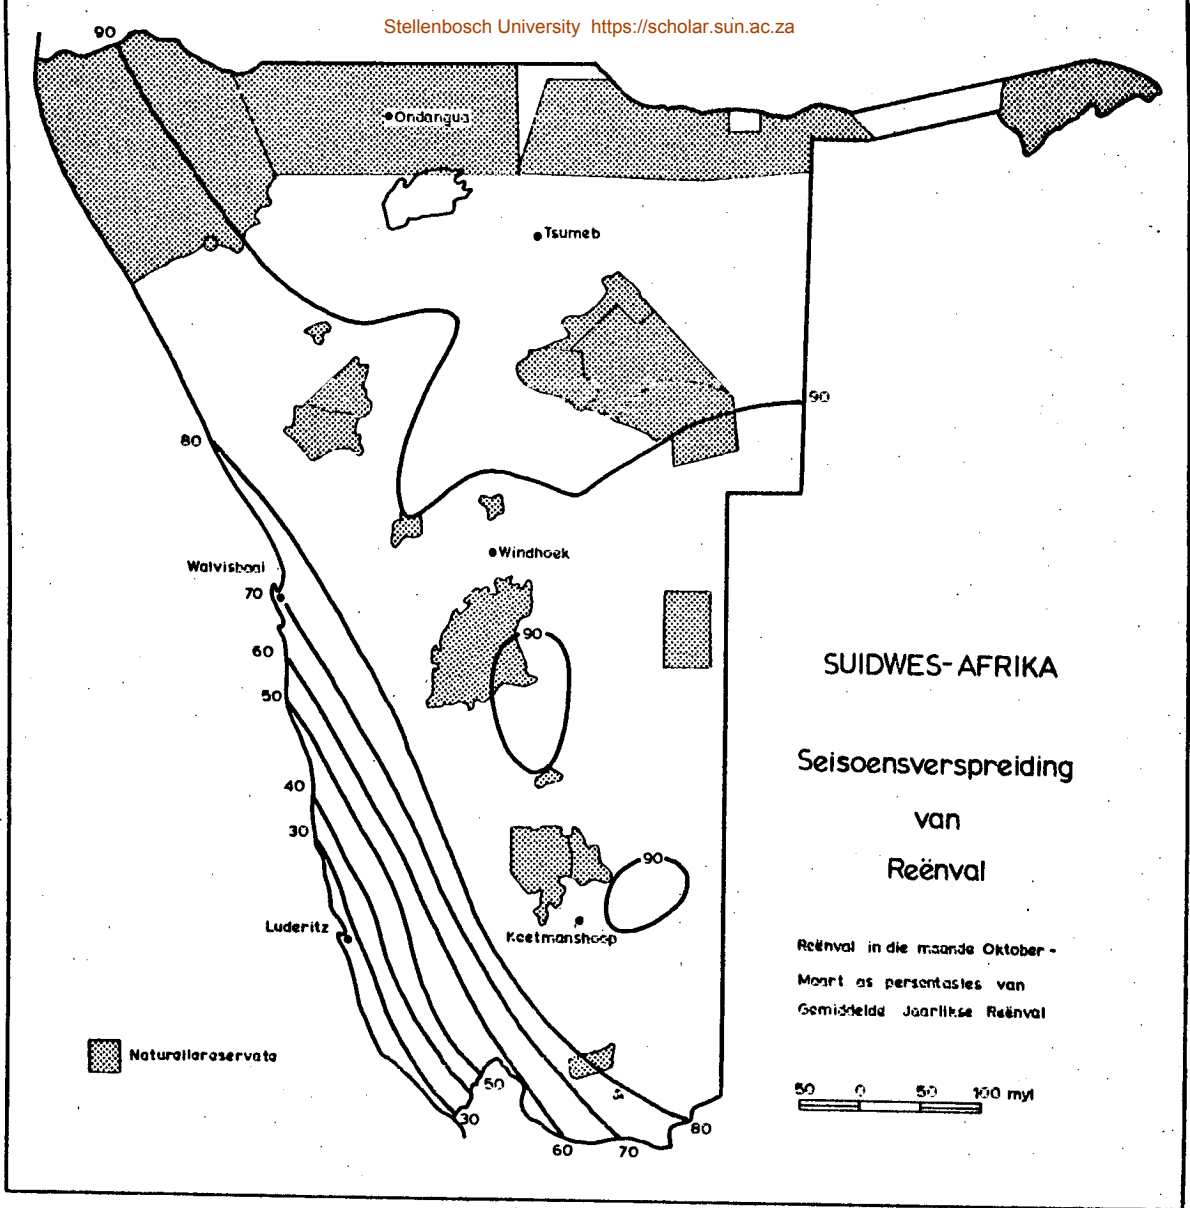 Stellenbosch University https://scholar.sun.ac.za
90
Ondangua
Tsumeb
90
80
Windhoek
Walvisbaai
70
90
60
SUIDWES-AFRIKA
50
Seisoensverspreiding
40
van
30
90
Reënval
Luderitz
Keetmanshoop
Reënval in die maande Oktober -
Maart as persentasies van
Gemiddelde Jaarlikse Reënval
Naturellereservate
50
50 0 50 100 myl
30
80
60
70